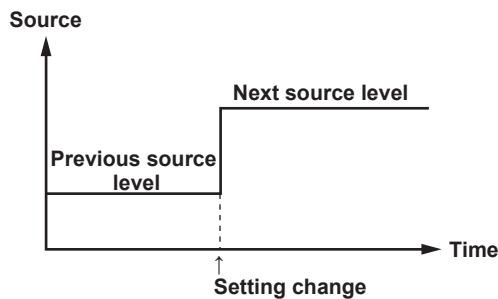 Source
Next source level
Previous source
level
Time
Setting change